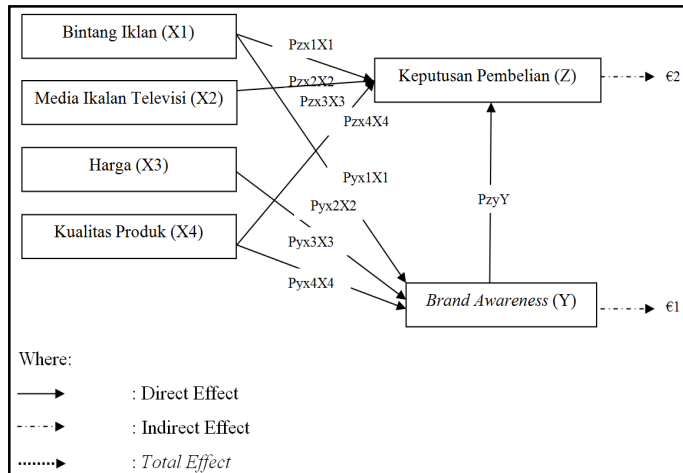 Bintang Iklan (X1)
Pzx1X1
Media Ikalan Televisi (X2)
Pzx2X2
Keputusan Pembelian (Z)
€2
Pzx3X3
Pzx4X4
Harga (X3)
Pyx1X1
PzyY
Pyx2X2
Kualitas Produk (X4)
Pyx3X3
Pyx4X4
Brand Awareness (Y)
€1
Where:
: Direct Effect
: Indirect Effect
: Total Effect